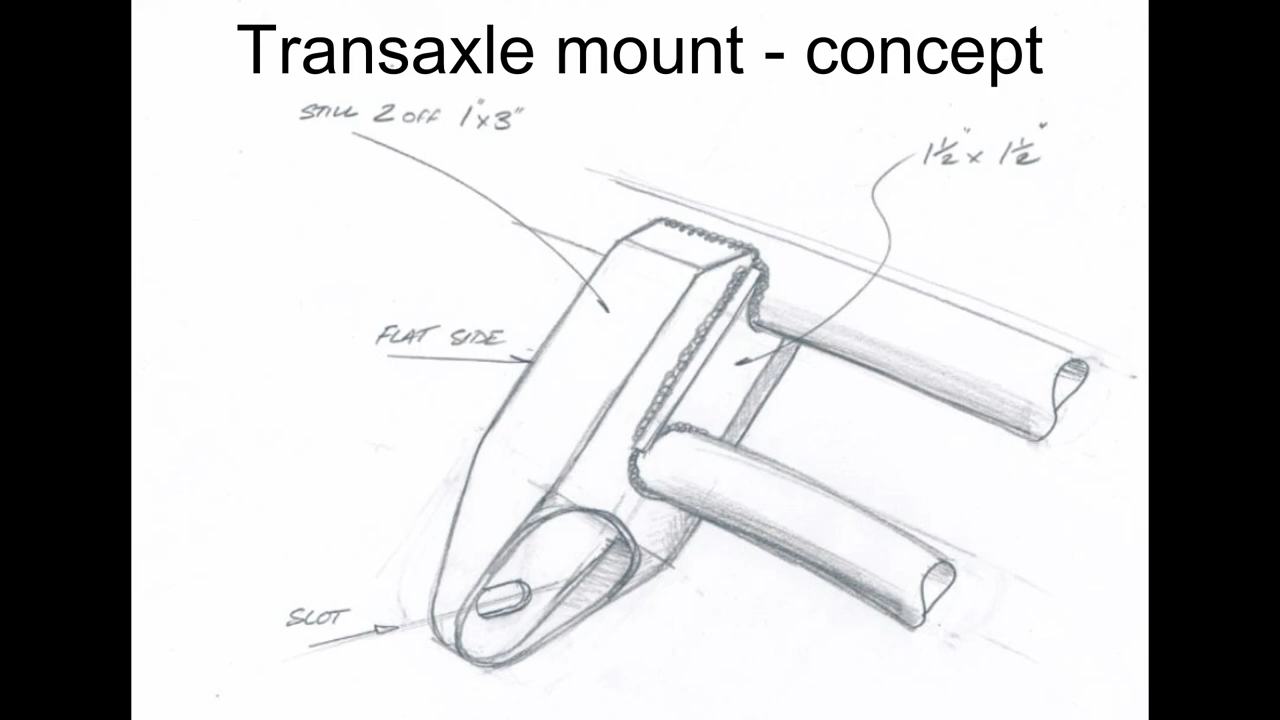 Transaxle mount - concept
STILL 2 OFF 1"x3"
1½" x 1½"
FLAT SIDE
SLOT